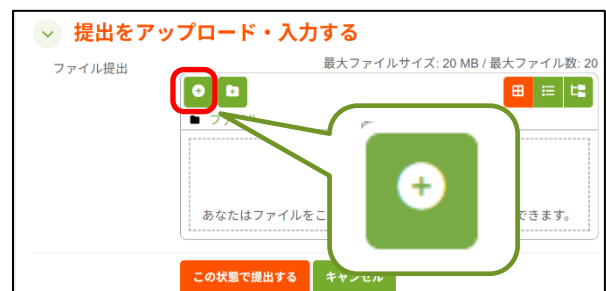 提出をアップロード・入力する
ファイル提出
最大ファイルサイズ: 20 MB / 最大ファイル数: 20
あなたはファイルをこ
できます。
この状態で提出する
キャンセル